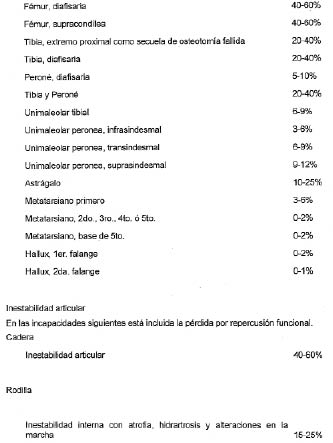 Fémur, diafisaria 40-60%
Fémur, supracondílea 40-60%
Tibia, extremo proximal como secuela de osteotomía fallida 20-40%
Tibia, diafisaria 20-40%
Peroné, diafisaria 5-10%
Tibia y Peroné 20-40%
Unimaleolar tibial 6-9%
Unimaleolar peronea, infrasindesmal 3-6%
Unimaleolar peronea, transindesmal 6-9%
Unimaleolar peronea, suprasindesmal 9-12%
Astrágalo 10-25%
Metatarsiano primero 3-6%
Metatarsiano, 2do., 3ro., 4to. ó 5to. 0-2%
Metatarsiano, base de 5to. 0-2%
Hallux, 1er. falange 0-2%
Hallux, 2da. falange 0-1%
Inestabilidad articular
En las incapacidades siguientes está incluida la pérdida por repercusión funcional.
Cadera
Inestabilidad articular 40-60%
Rodilla
Inestabilidad interna con atrofia, hidrartrosis y alteraciones en la
marcha 15-25%